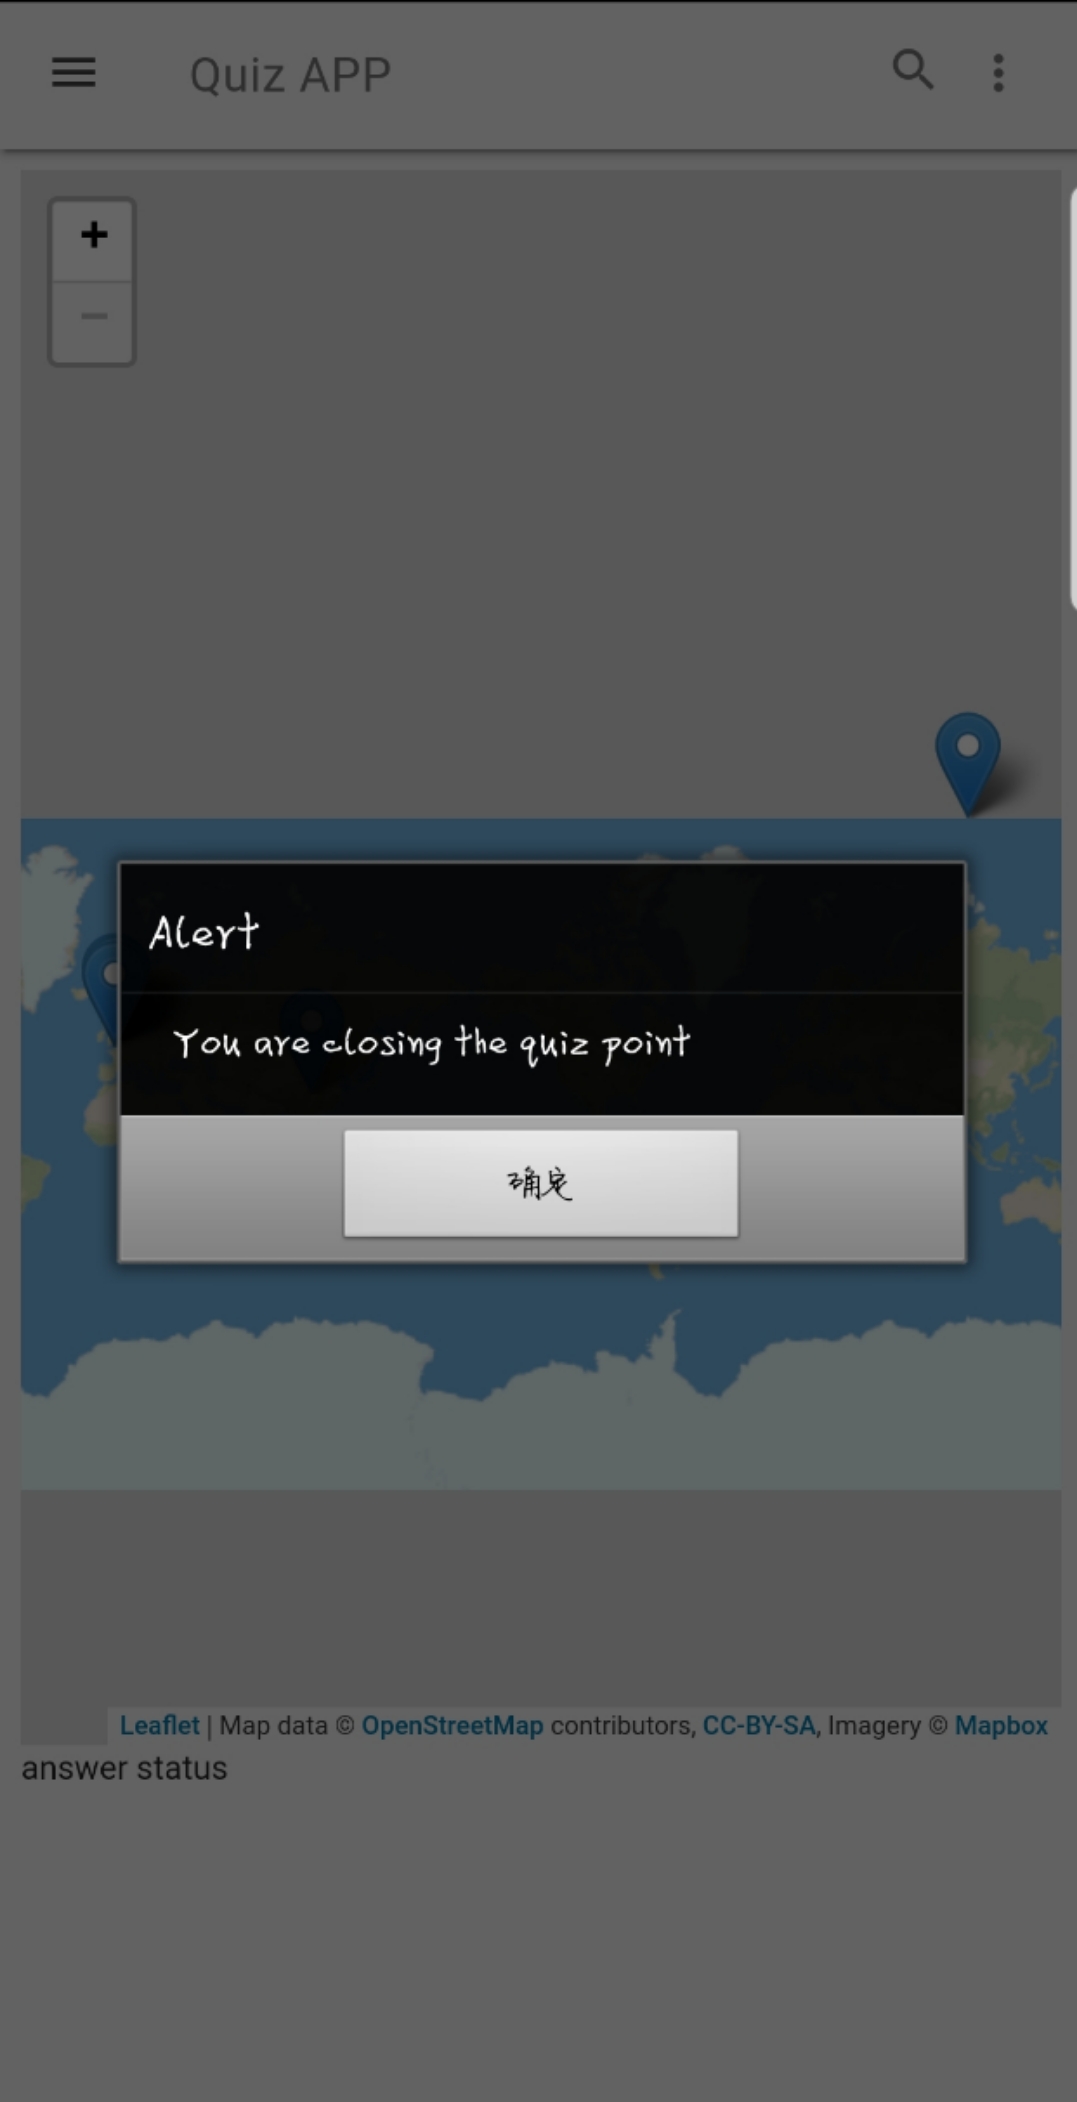 Quiz APP
+
−
Alert
You are closing the quiz point
确定
Leaflet | Map data © OpenStreetMap contributors, CC-BY-SA, Imagery © Mapbox
answer status